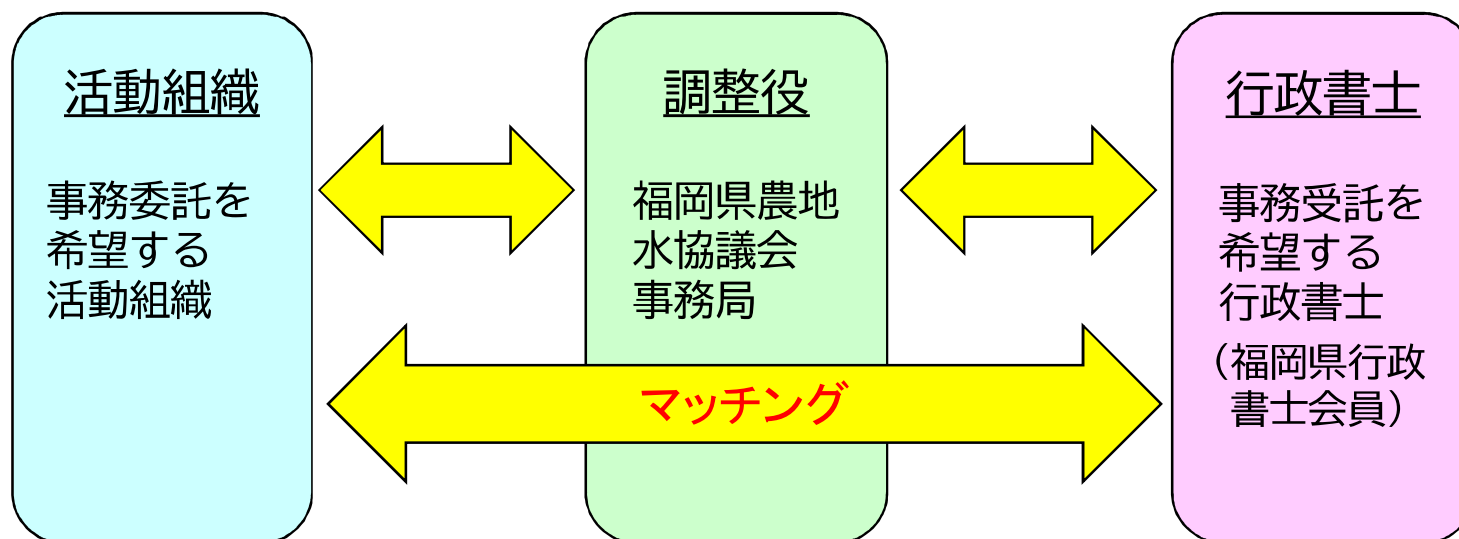 活動組織
事務委託を
希望する
活動組織
調整役
福岡県農地
水協議会
事務局
行政書士
事務受託を
希望する
行政書士
（福岡県行政
書士会員）
マッチング